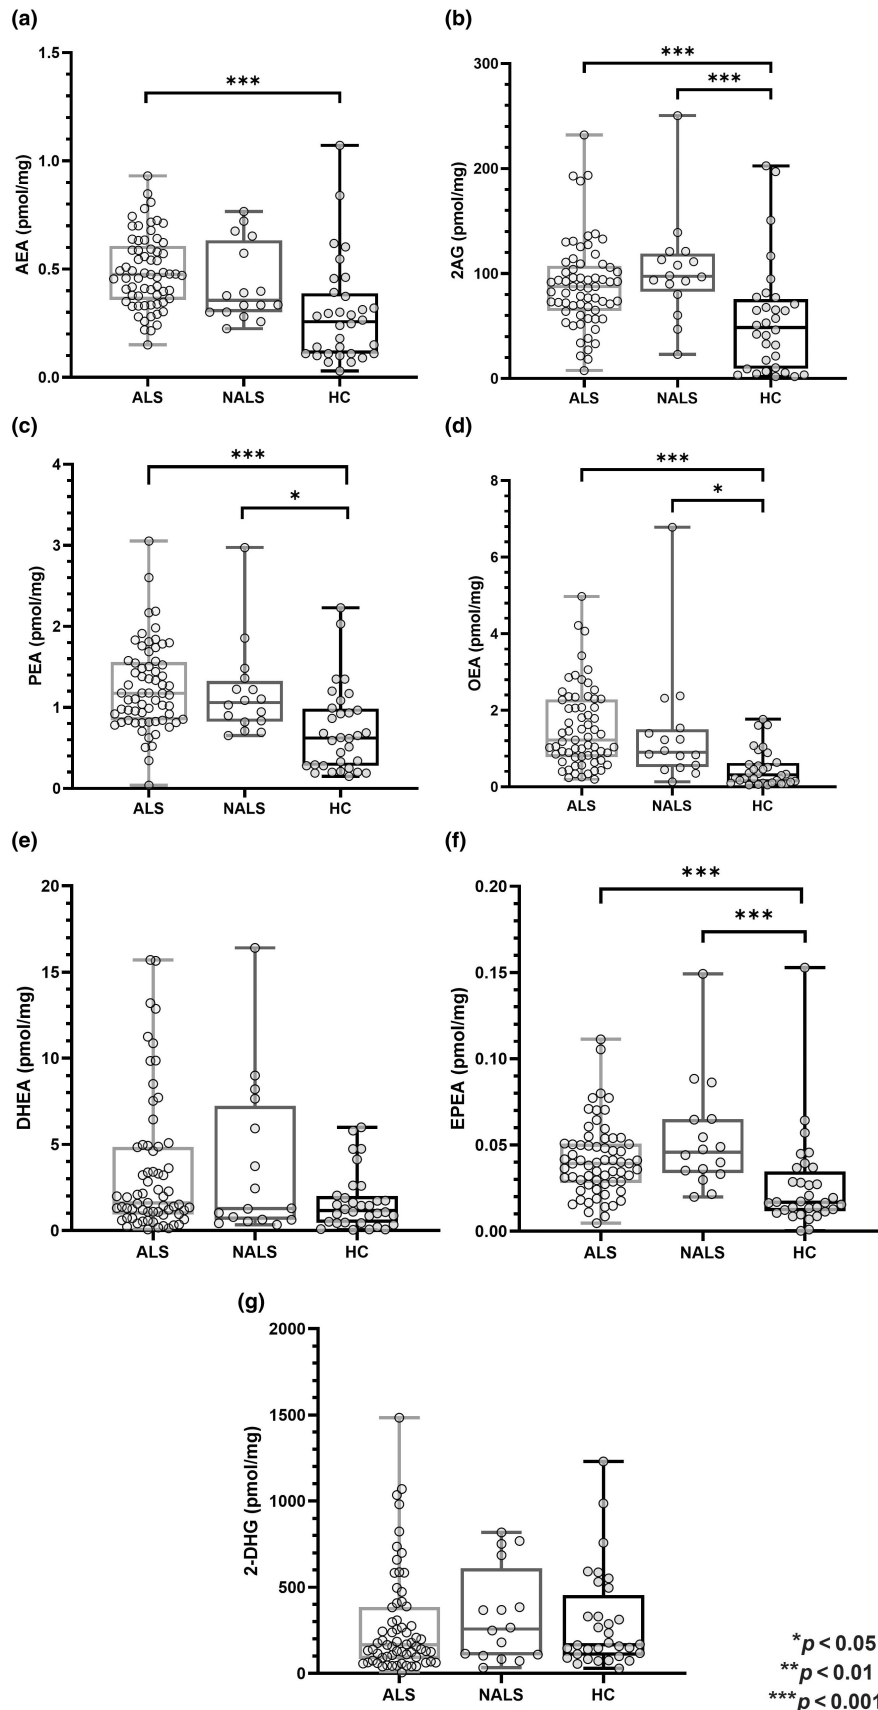 (a)
AEA (pmol/mg)
1.5
1.0
0.5
0.0
***
ALS NALS HC
(b)
2AG (pmol/mg)
300
200
100
0
***
***
ALS NALS HC
(c)
PEA (pmol/mg)
4
3
2
1
0
***
*
ALS NALS HC
(d)
OEA (pmol/mg)
8
6
4
2
0
***
*
ALS NALS HC
(e)
DHEA (pmol/mg)
20
15
10
5
0
ALS NALS HC
(f)
EPEA (pmol/mg)
0.20
0.15
0.10
0.05
0.00
***
***
ALS NALS HC
(g)
2-DHG (pmol/mg)
2000
1500
1000
500
0
ALS NALS HC
*p < 0.05
**p < 0.01
***p < 0.001